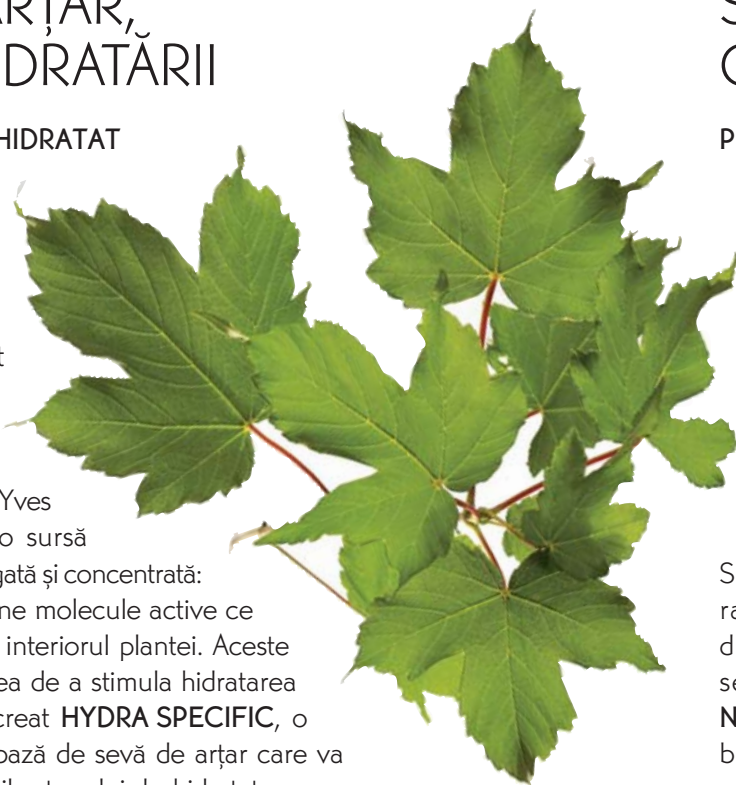 ARȚAR,
DRATĂRII
HIDRATAT
t
Yves
o sursă
gată și concentrată:
ne molecule active ce
interiorul plantei. Aceste
ea de a stimula hidratarea
creat HYDRA SPECIFIC, o
bază de sevă de arțar care va
S
P
S
ra
d
se
N
b